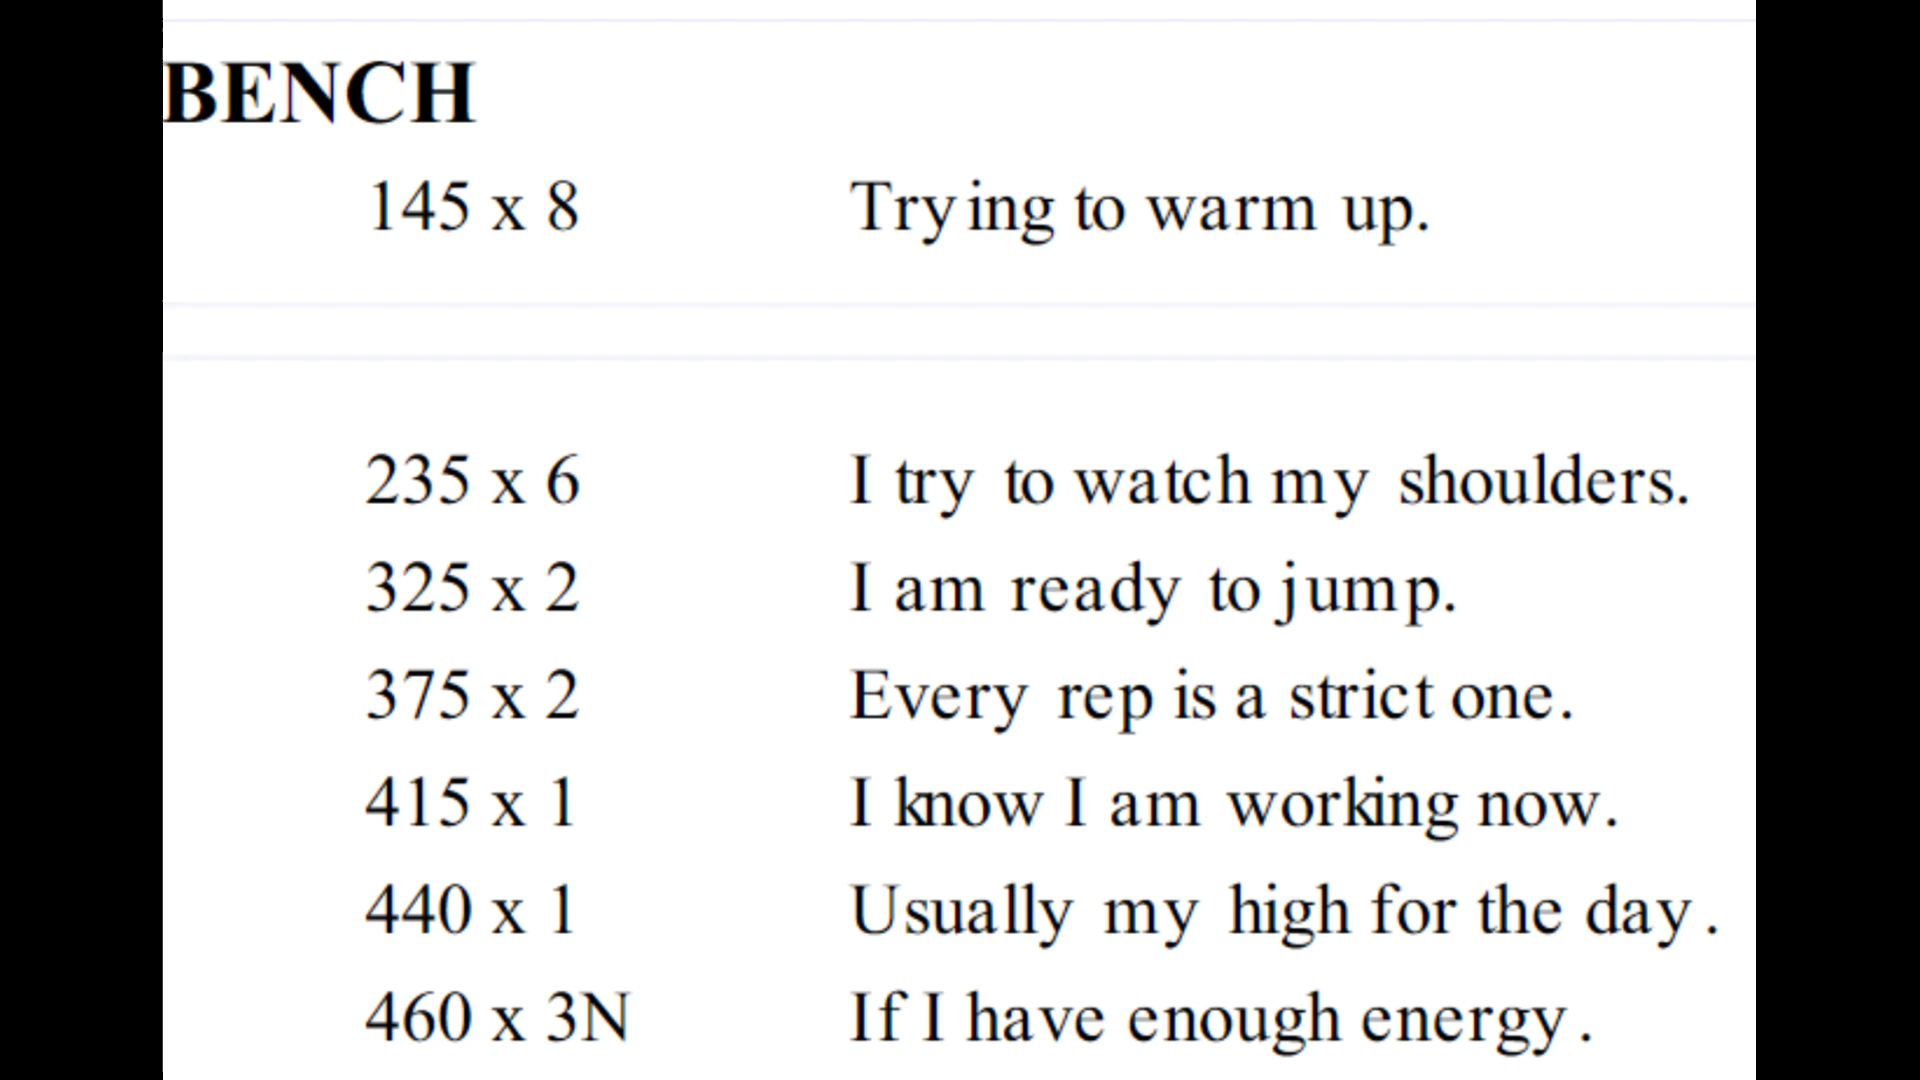 BENCH
145 x 8 Trying to warm up.
235 x 6 I try to watch my shoulders.
325 x 2 I am ready to jump.
375 x 2 Every rep is a strict one.
415 x 1 I know I am working now.
440 x 1 Usually my high for the day.
460 x 3N If I have enough energy.